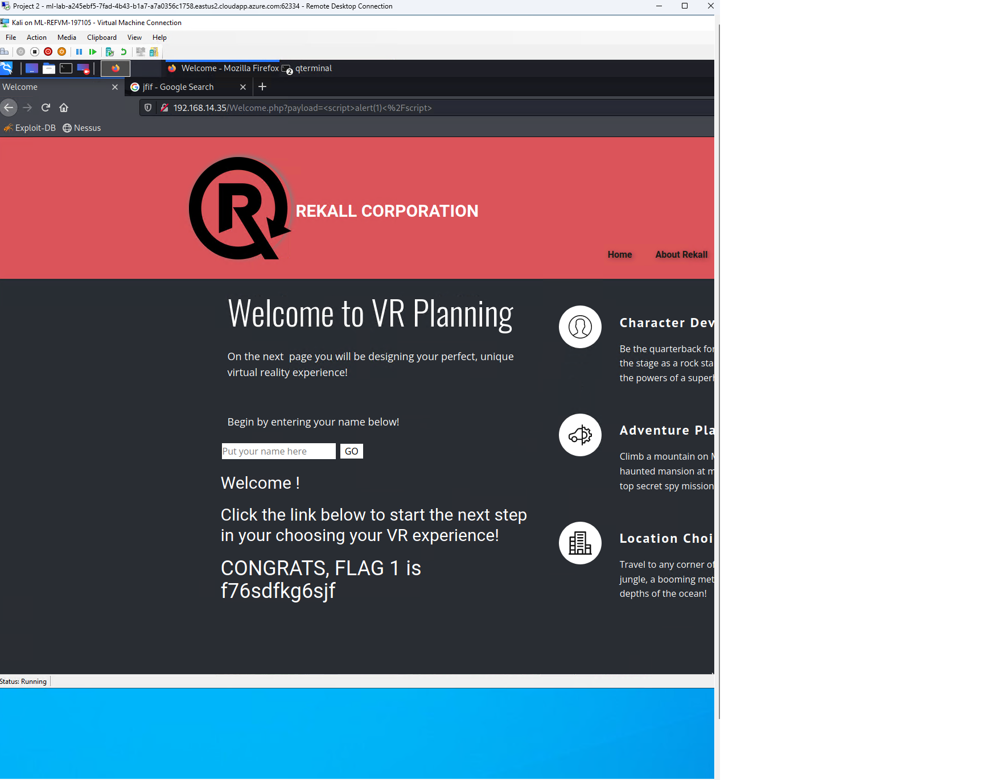 Project 2 - ml-lab-a245ebf5-7fad-4b43-b1a7-a7a0356c1758.eastus2.cloudapp.azure.com:62334 - Remote Desktop Connection
Kali on ML-REFVM-197105 - Virtual Machine Connection
File Action Media Clipboard View Help
Welcome - Mozilla Firefox 2 qterminal
Welcome jfif - Google Search
192.168.14.35/Welcome.php?payload=<script>alert(1)<%2Fscript>
Exploit-DB Nessus
R
REKALL CORPORATION
Home About Rekall
Welcome to VR Planning
On the next page you will be designing your perfect, unique
virtual reality experience!
Begin by entering your name below!
Put your name here GO
Welcome !
Click the link below to start the next step
in your choosing your VR experience!
CONGRATS, FLAG 1 is
f76sdfkg6sjf
Character Dev
Be the quarterback for
the stage as a rock sta
the powers of a super
Adventure Pla
Climb a mountain on
haunted mansion at m
top secret spy mission
Location Choi
Travel to any corner of
jungle, a booming met
depths of the ocean!
Status: Running